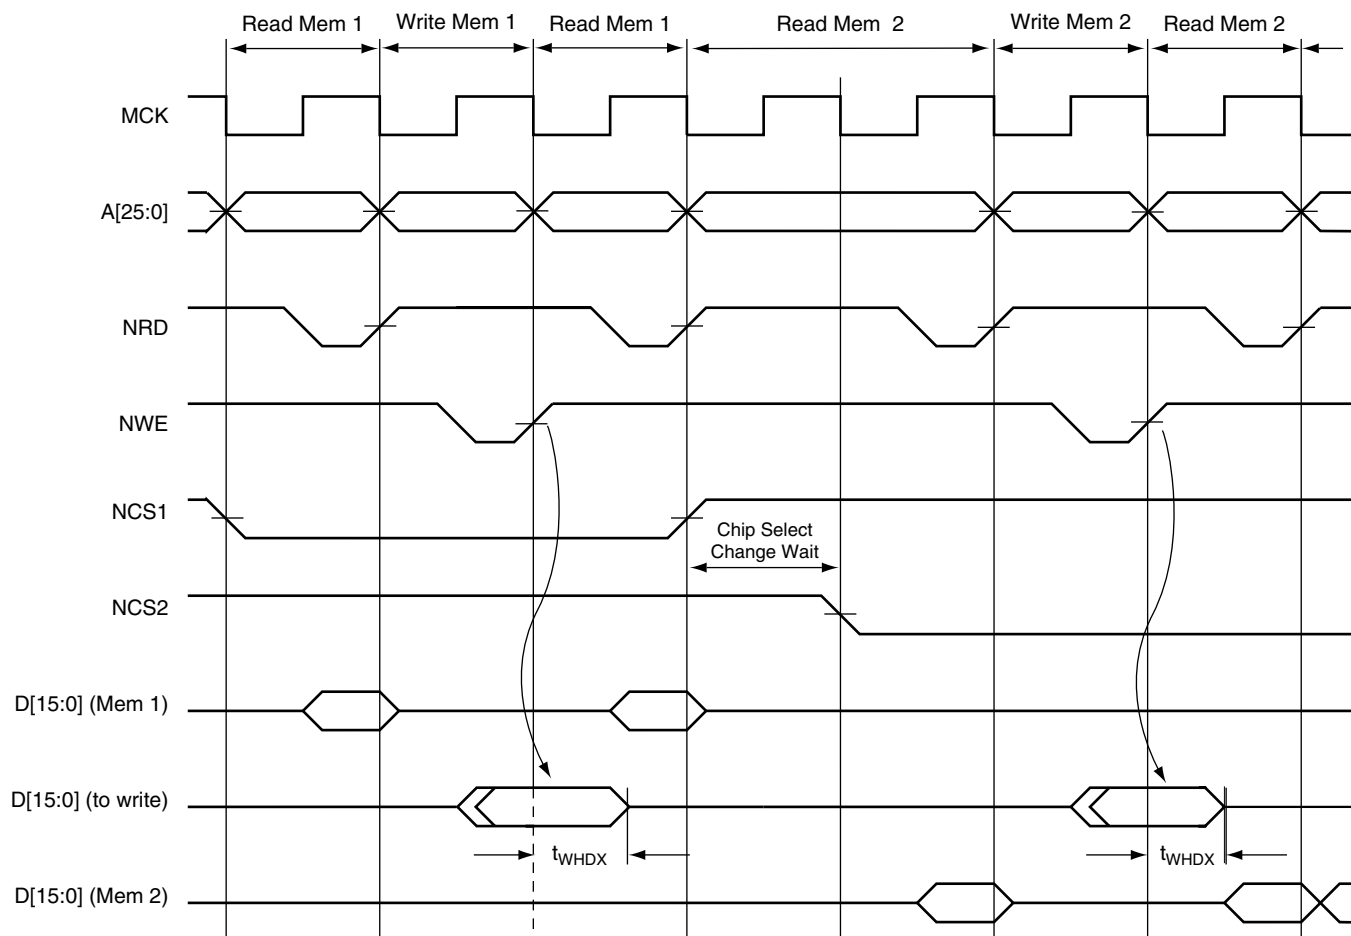 Read Mem 1 Write Mem 1 Read Mem 1 Read Mem 2 Write Mem 2 Read Mem 2
MCK
A[25:0]
NRD
NWE
NCS1
Chip Select
Change Wait
NCS2
D[15:0] (Mem 1)
D[15:0] (to write)
tWHDX tWHDX
D[15:0] (Mem 2)